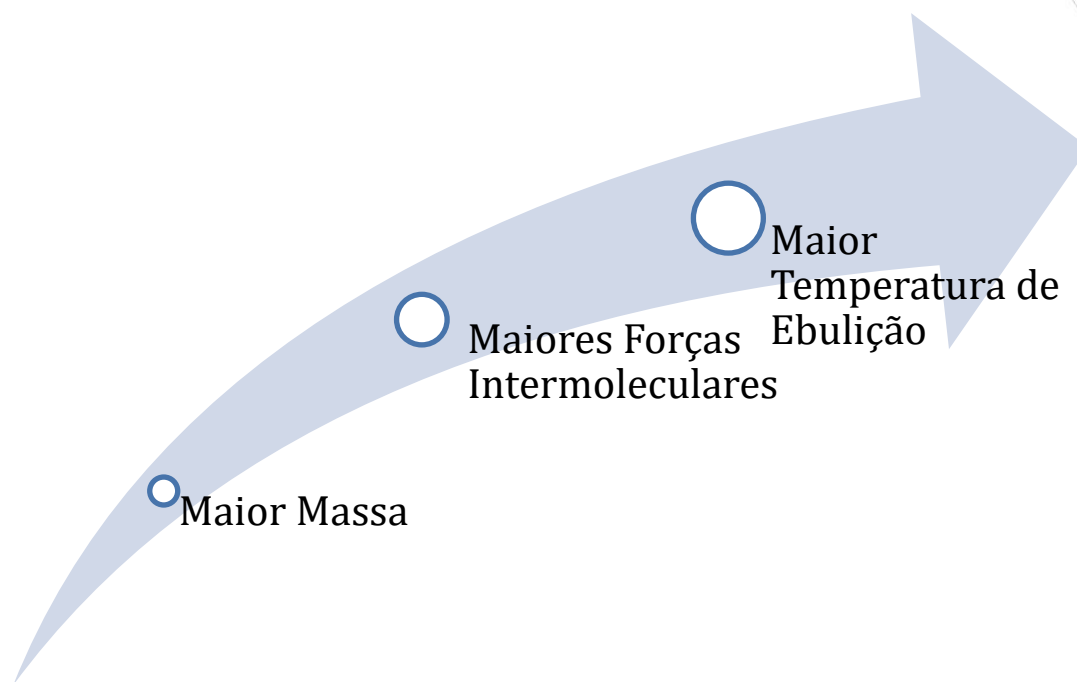 Maior
Temperatura de
Ebulição
Maiores Forças
Intermoleculares
Maior Massa